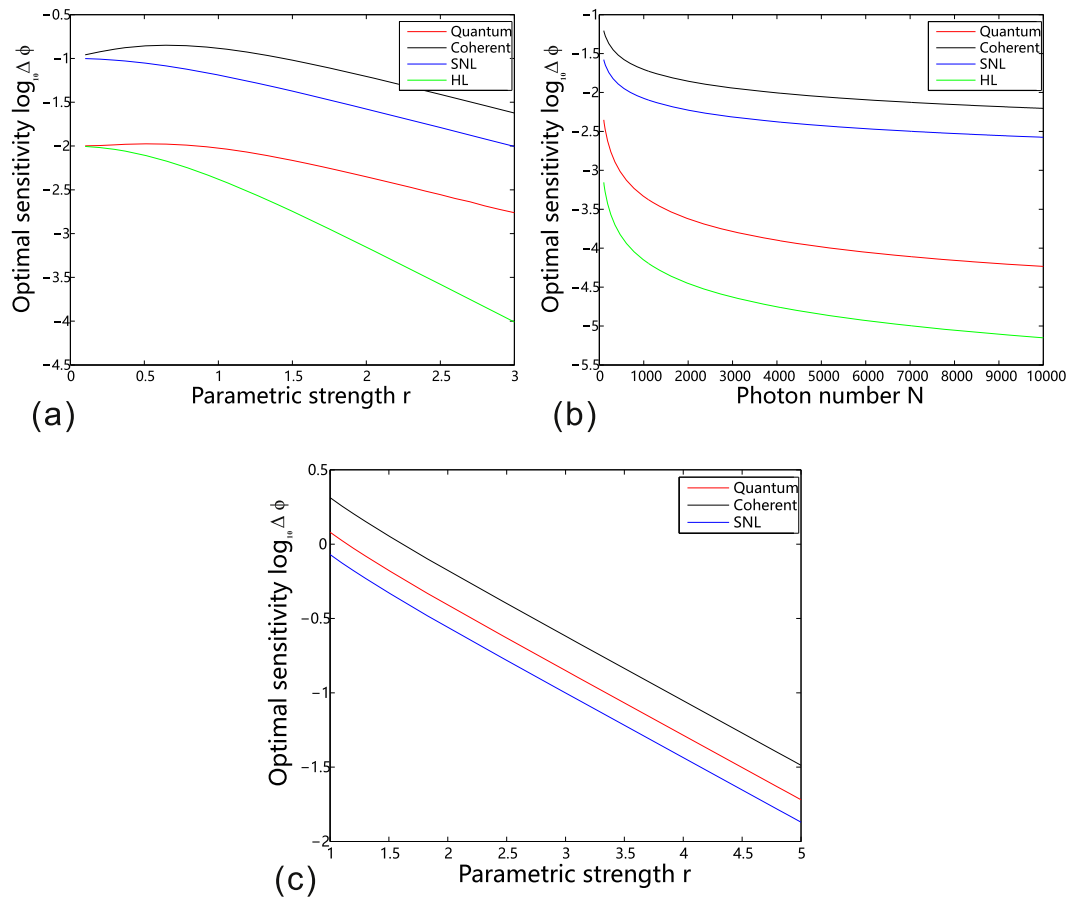 −0.5
−1
−1.5
−2
−2.5
−3
−3.5
−4
−4.5
Optimal sensitivity log₁₀ Δ ϕ
Quantum
Coherent
SNL
HL
0 0.5 1 1.5 2 2.5 3
Parametric strength r
(a)
−1
−1.5
−2
−2.5
−3
−3.5
−4
−4.5
−5
−5.5
Optimal sensitivity log₁₀ Δ ϕ
Quantum
Coherent
SNL
HL
0 1000 2000 3000 4000 5000 6000 7000 8000 9000 10000
Photon number N
(b)
0.5
0
−0.5
−1
−1.5
−2
Optimal sensitivity log₁₀ Δ ϕ
Quantum
Coherent
SNL
1 1.5 2 2.5 3 3.5 4 4.5 5
Parametric strength r
(c)